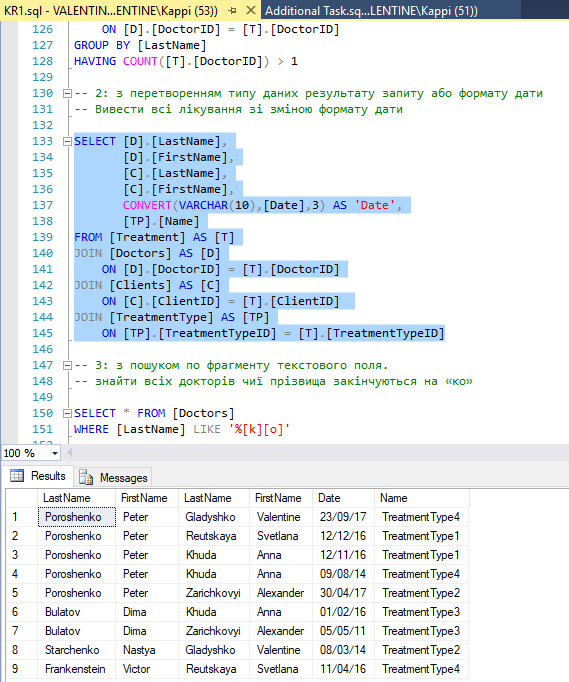 KR1.sql - VALENTIN...ENTINE\Kappi (53)) Additional Task.sq...LENTINE\Kappi (51))
126 ON [D].[DoctorID] = [T].[DoctorID]
127 GROUP BY [LastName]
128 HAVING COUNT([T].[DoctorID]) > 1
129
130 -- 2: з перетворенням типу даних результату запиту або формату дати
131 -- Вивести всі лікування зі зміною формату дати
132
133 SELECT [D].[LastName],
134 [D].[FirstName],
135 [C].[LastName],
136 [C].[FirstName],
137 CONVERT(VARCHAR(10),[Date],3) AS 'Date',
138 [TP].[Name]
139 FROM [Treatment] AS [T]
140 JOIN [Doctors] AS [D]
141 ON [D].[DoctorID] = [T].[DoctorID]
142 JOIN [Clients] AS [C]
143 ON [C].[ClientID] = [T].[ClientID]
144 JOIN [TreatmentType] AS [TP]
145 ON [TP].[TreatmentTypeID] = [T].[TreatmentTypeID]
146
147 -- 3: з пошуком по фрагменту текстового поля.
148 -- знайти всіх докторів чиї прізвища закінчуються на «ко»
149
150 SELECT * FROM [Doctors]
151 WHERE [LastName] LIKE '%[k][o]'
100 %
Results Messages
LastName FirstName LastName FirstName Date Name
1 Poroshenko Peter Gladyshko Valentine 23/09/17 TreatmentType4
2 Poroshenko Peter Reutskaya Svetlana 12/12/16 TreatmentType1
3 Poroshenko Peter Khuda Anna 12/11/16 TreatmentType1
4 Poroshenko Peter Khuda Anna 09/08/14 TreatmentType4
5 Poroshenko Peter Zarichkovyi Alexander 30/04/17 TreatmentType2
6 Bulatov Dima Khuda Anna 01/02/16 TreatmentType3
7 Bulatov Dima Zarichkovyi Alexander 05/05/11 TreatmentType3
8 Starchenko Nastya Gladyshko Valentine 08/03/14 TreatmentType2
9 Frankenstein Victor Reutskaya Svetlana 11/04/16 TreatmentType4